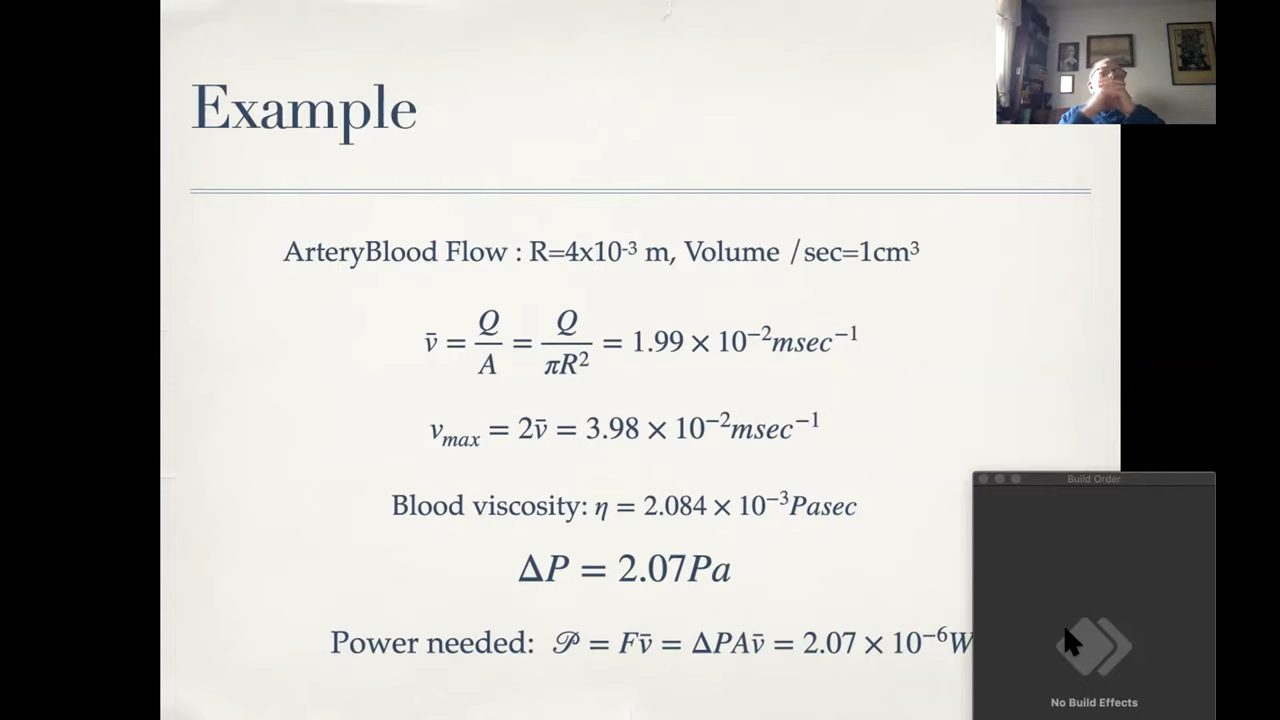 Example
ArteryBlood Flow : R=4x10⁻³ m, Volume /sec=1cm³
v̄ = Q/A = Q/πR² = 1.99 × 10⁻²msec⁻¹
vₘₐₓ = 2v̄ = 3.98 × 10⁻²msec⁻¹
Blood viscosity: η = 2.084 × 10⁻³Pasec
ΔP = 2.07Pa
Power needed: 𝒫 = Fv̄ = ΔPAv̄ = 2.07 × 10⁻⁶W
Build Order
No Build Effects